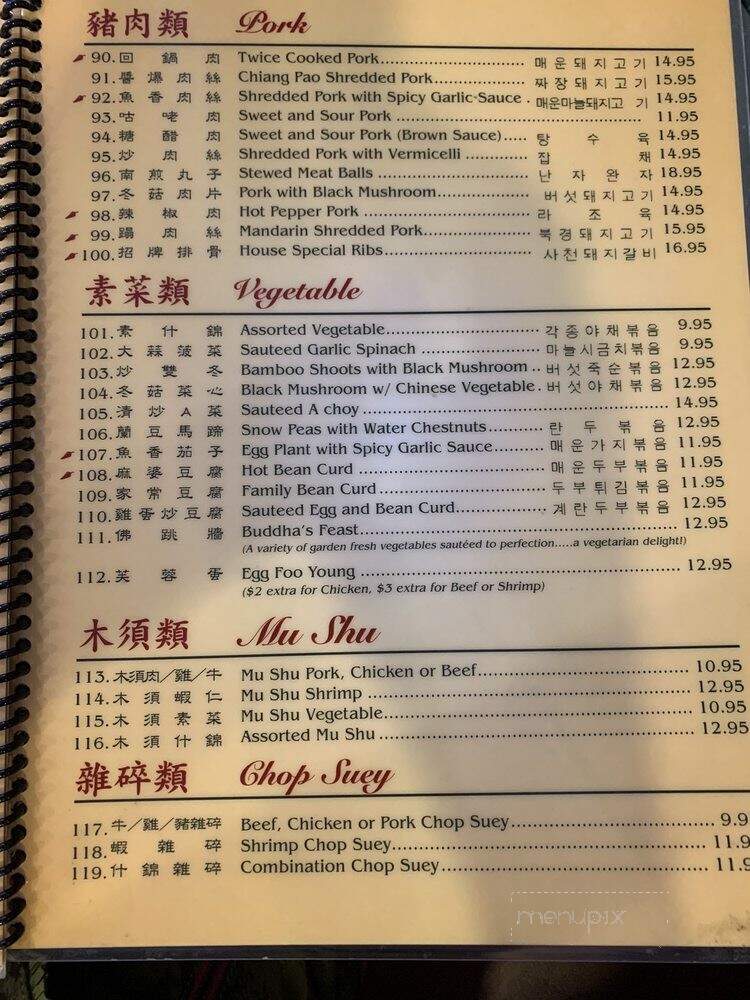 豬肉類 Pork
90. 回鍋肉 Twice Cooked Pork 매운돼지고기 14.95
91. 醬爆肉絲 Chiang Pao Shredded Pork 짜장돼지고기 15.95
92. 魚香肉絲 Shredded Pork with Spicy Garlic Sauce 매운마늘돼지고기 14.95
93. 咕咾肉 Sweet and Sour Pork 11.95
94. 糖醋肉 Sweet and Sour Pork (Brown Sauce) 탕수육 14.95
95. 炒肉絲 Shredded Pork with Vermicelli 잡채 14.95
96. 南煎丸子 Stewed Meat Balls 난자완자 18.95
97. 冬菇肉片 Pork with Black Mushroom 버섯돼지고기 14.95
98. 辣椒肉 Hot Pepper Pork 라조육 14.95
99. 蹋肉絲 Mandarin Shredded Pork 북경돼지고기 15.95
100. 招牌排骨 House Special Ribs 사천돼지갈비 16.95
素菜類 Vegetable
101. 素什錦 Assorted Vegetable 각종야채볶음 9.95
102. 大蒜菠菜 Sauteed Garlic Spinach 마늘시금치볶음 9.95
103. 炒雙冬 Bamboo Shoots with Black Mushroom 버섯죽순볶음 12.95
104. 冬菇菜心 Black Mushroom w/ Chinese Vegetable 버섯야채볶음 12.95
105. 清炒A菜 Sauteed A choy 14.95
106. 蘭豆馬蹄 Snow Peas with Water Chestnuts 란두볶음 12.95
107. 魚香茄子 Egg Plant with Spicy Garlic Sauce 매운가지볶음 11.95
108. 麻婆豆腐 Hot Bean Curd 매운두부볶음 11.95
109. 家常豆腐 Family Bean Curd 두부튀김볶음 11.95
110. 雞蛋炒豆腐 Sauteed Egg and Bean Curd 계란두부볶음 12.95
111. 佛跳牆 Buddha's Feast 12.95
(A variety of garden fresh vegetables sautéed to perfection.....a vegetarian delight!)
112. 芙蓉蛋 Egg Foo Young 12.95
($2 extra for Chicken, $3 extra for Beef or Shrimp)
木須類 Mu Shu
113. 木須肉/雞/牛 Mu Shu Pork, Chicken or Beef 10.95
114. 木須蝦仁 Mu Shu Shrimp 12.95
115. 木須素菜 Mu Shu Vegetable 10.95
116. 木須什錦 Assorted Mu Shu 12.95
雜碎類 Chop Suey
117. 牛/雞/豬雜碎 Beef, Chicken or Pork Chop Suey 9.9
118. 蝦雜碎 Shrimp Chop Suey 11.9
119. 什錦雜碎 Combination Chop Suey 11.9
menupix